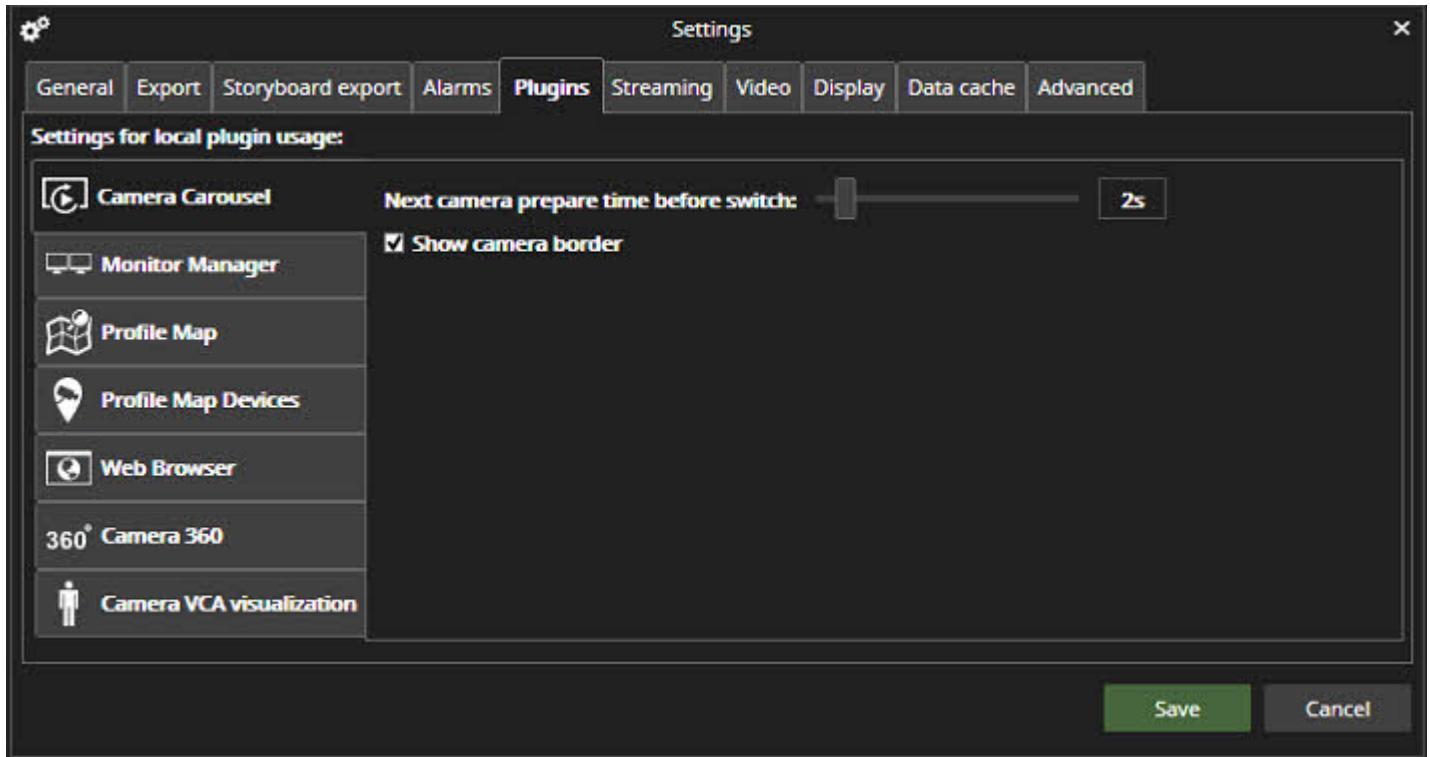 Settings
General Export Storyboard export Alarms Plugins Streaming Video Display Data cache Advanced
Settings for local plugin usage:
Camera Carousel
Next camera prepare time before switch: 2s
Show camera border
Monitor Manager
Profile Map
Profile Map Devices
Web Browser
360° Camera 360
Camera VCA visualization
Save Cancel